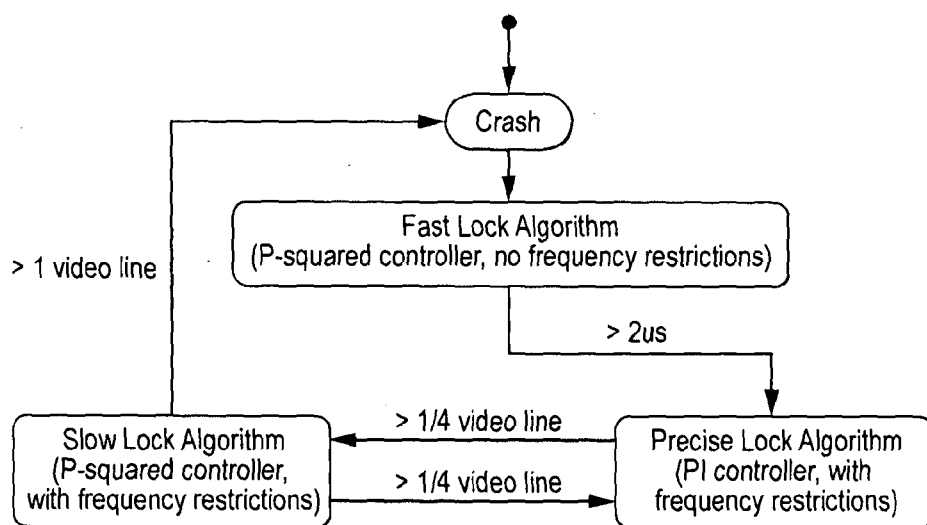 Crash
Fast Lock Algorithm
(P-squared controller, no frequency restrictions)
> 1 video line
> 2us
> 1/4 video line
Slow Lock Algorithm
(P-squared controller,
with frequency restrictions)
> 1/4 video line
Precise Lock Algorithm
(PI controller, with
frequency restrictions)